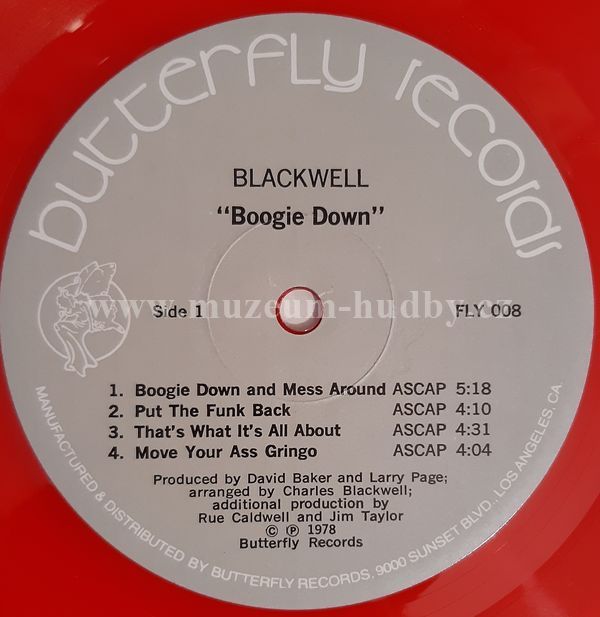 butterfly records
BLACKWELL
"Boogie Down"
www.muzeum-hudby.cz
Side 1 FLY 008
1. Boogie Down and Mess Around ASCAP 5:18
2. Put The Funk Back ASCAP 4:10
3. That's What It's All About ASCAP 4:31
4. Move Your Ass Gringo ASCAP 4:04
Produced by David Baker and Larry Page;
arranged by Charles Blackwell;
additional production by
Rue Caldwell and Jim Taylor
© ℗ 1978
Butterfly Records
MANUFACTURED & DISTRIBUTED BY BUTTERFLY RECORDS, 9000 SUNSET BLVD., LOS ANGELES, CA.